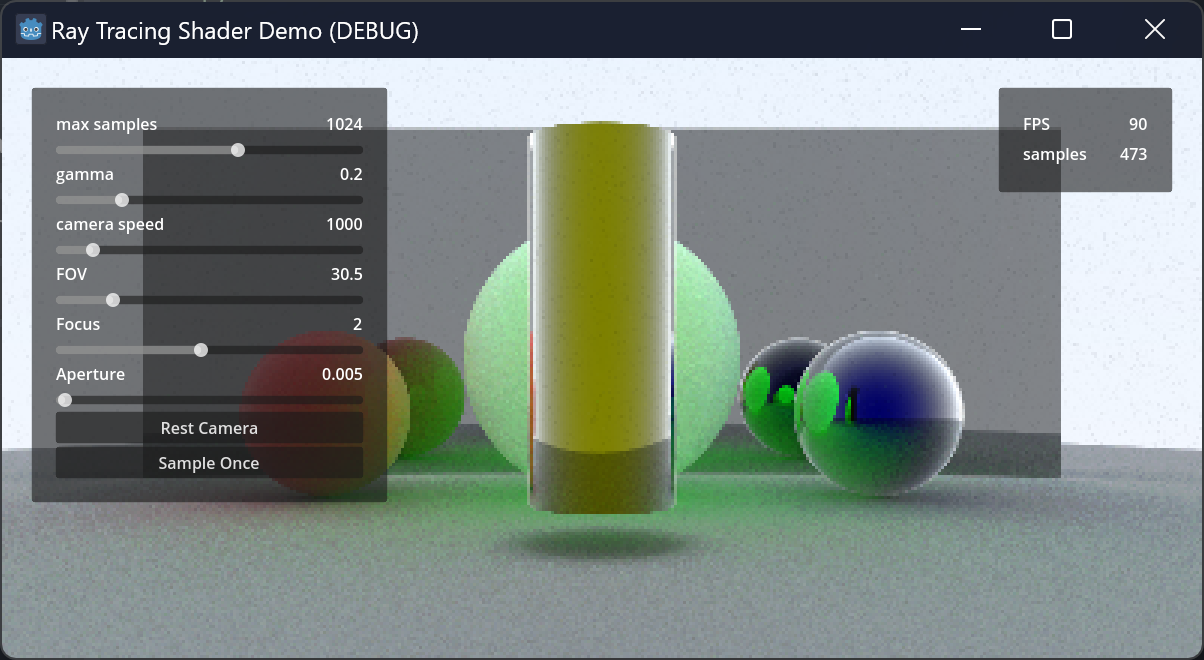 Ray Tracing Shader Demo (DEBUG)
max samples 1024
gamma 0.2
camera speed 1000
FOV 30.5
Focus 2
Aperture 0.005
Rest Camera
Sample Once
FPS 90
samples 473